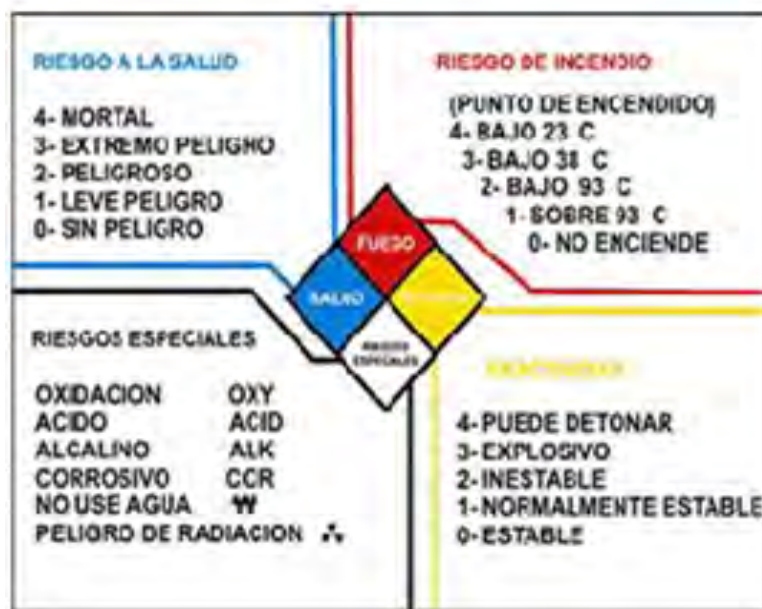 RIESGO A LA SALUD
4- MORTAL
3- EXTREMO PELIGRO
2- PELIGROSO
1- LEVE PELIGRO
0- SIN PELIGRO
RIESGO DE INCENDIO
(PUNTO DE ENCENDIDO)
4- BAJO 23 C
3- BAJO 38 C
2- BAJO 93 C
1- SOBRE 93 C
0- NO ENCIENDE
FUEGO
SALUD
RIESGOS
ESPECIALES
RIESGOS ESPECIALES
OXIDACION OXY
ACIDO ACID
ALCALINO ALK
CORROSIVO CCR
NO USE AGUA W
PELIGRO DE RADIACION
4- PUEDE DETONAR
3- EXPLOSIVO
2- INESTABLE
1- NORMALMENTE ESTABLE
0- ESTABLE